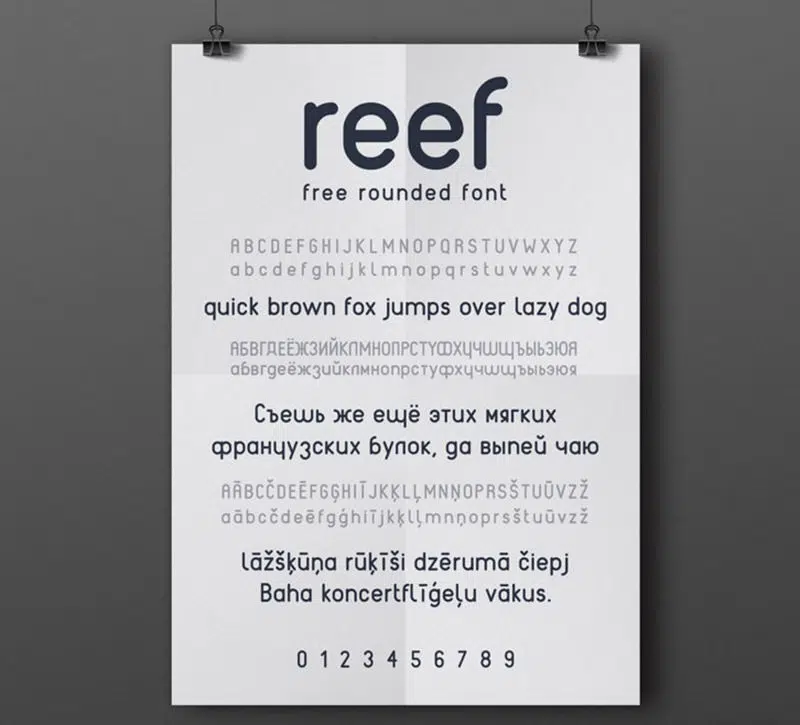 reef
free rounded font
ABCDEFGHIJKLMNOPQRSTUVWXYZ
abcdefghijklmnopqrstuvwxyz
quick brown fox jumps over lazy dog
АБВГДЕЁЖЗИЙКЛМНОПРСТУФХЦЧШЩЪЫЬЭЮЯ
абвгдеёжзийклмнопрстуфхцчшщъыьэюя
Съешь же ещё этих мягких
французских булок, да выпей чаю
AĀBCČDEĒFGĢHIĪJKĶLĻMNŅOPRSŠTUŪVZŽ
aābcčdeēfgģhiījkķlļmnņoprsštuūvzž
lāžšķūņa rūķīši dzērumā čiepj
Baha koncertflīģeļu vākus.
0 1 2 3 4 5 6 7 8 9